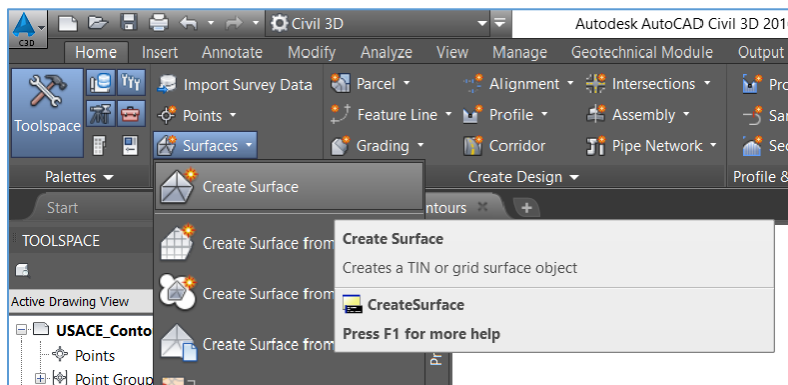 Civil 3D
Autodesk AutoCAD Civil 3D 201
C3D
Home Insert Annotate Modify Analyze View Manage Geotechnical Module Output
Toolspace
Import Survey Data
Points
Surfaces
Parcel
Feature Line
Grading
Alignment
Profile
Corridor
Intersections
Assembly
Pipe Network
Palettes
Create Design
Profile &
Start
ntours
TOOLSPACE
Active Drawing View
USACE_Conto
Points
Point Group
Create Surface
Create Surface from
Create Surface from
Create Surface from
Create Surface
Creates a TIN or grid surface object
CreateSurface
Press F1 for more help